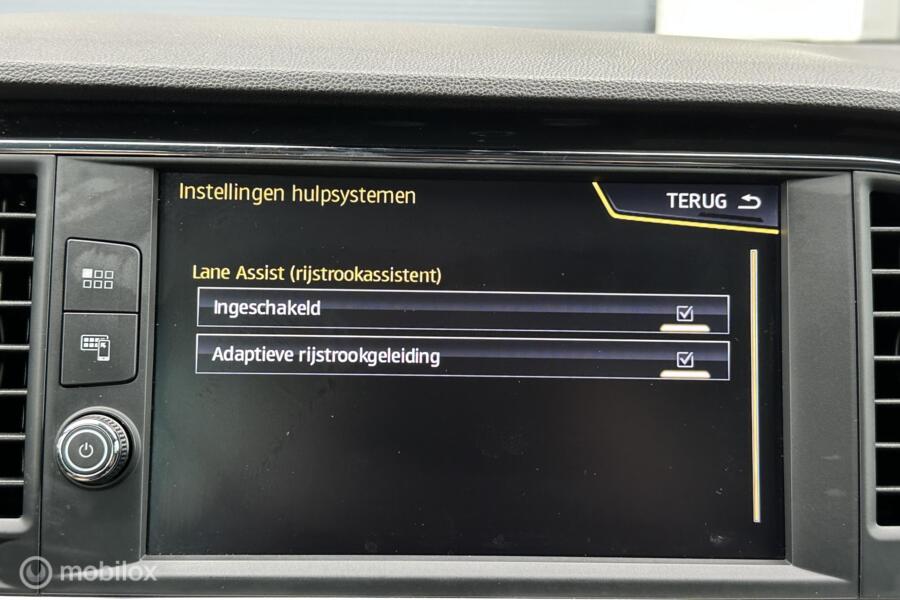 Instellingen hulpsystemen
TERUG
Lane Assist (rijstrookassistent)
Ingeschakeld
Adaptieve rijstrookgeleiding
mobilox